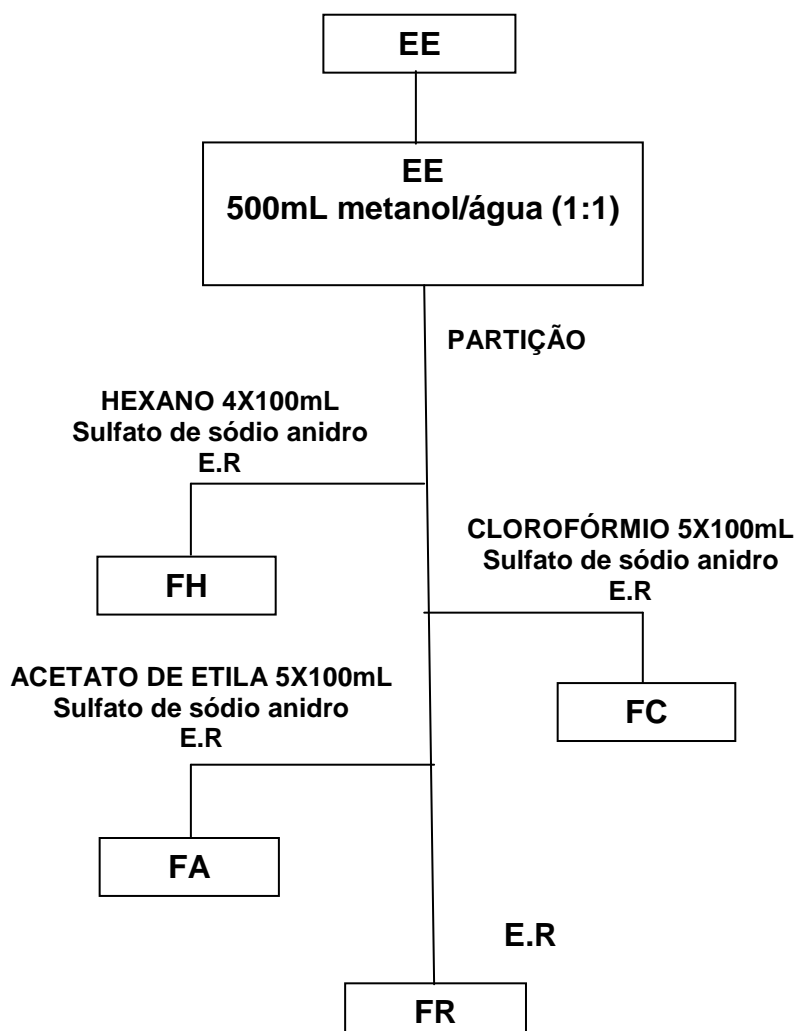 EE
EE
500mL metanol/água (1:1)
PARTIÇÃO
HEXANO 4X100mL
Sulfato de sódio anidro
E.R
FH
CLOROFÓRMIO 5X100mL
Sulfato de sódio anidro
E.R
FC
ACETATO DE ETILA 5X100mL
Sulfato de sódio anidro
E.R
FA
E.R
FR